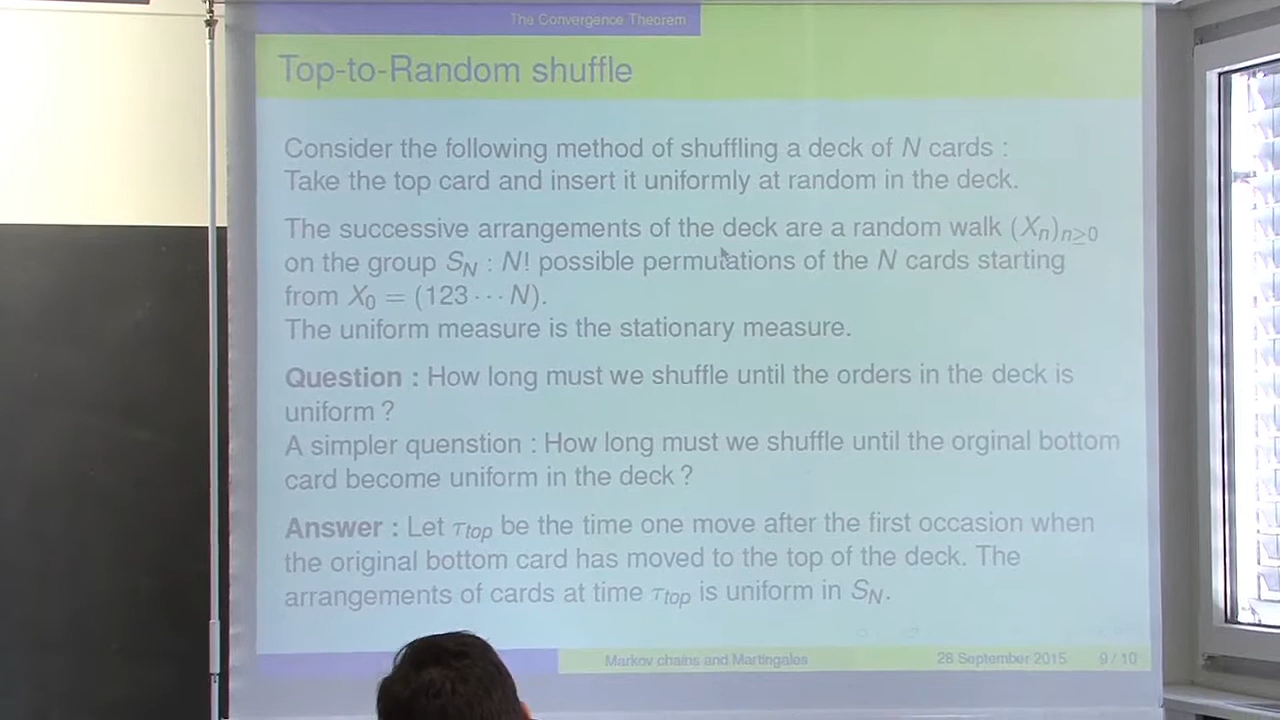 The Convergence Theorem
Top-to-Random shuffle
Consider the following method of shuffling a deck of N cards :
Take the top card and insert it uniformly at random in the deck.
The successive arrangements of the deck are a random walk (Xₙ)ₙ≥₀
on the group S_N : N! possible permutations of the N cards starting
from X₀ = (123 · · · N).
The uniform measure is the stationary measure.
Question : How long must we shuffle until the orders in the deck is
uniform ?
A simpler quenstion : How long must we shuffle until the orginal bottom
card become uniform in the deck ?
Answer : Let τ_top be the time one move after the first occasion when
the original bottom card has moved to the top of the deck. The
arrangements of cards at time τ_top is uniform in S_N.
Markov chains and Martingales 28 September 2015 9 / 10